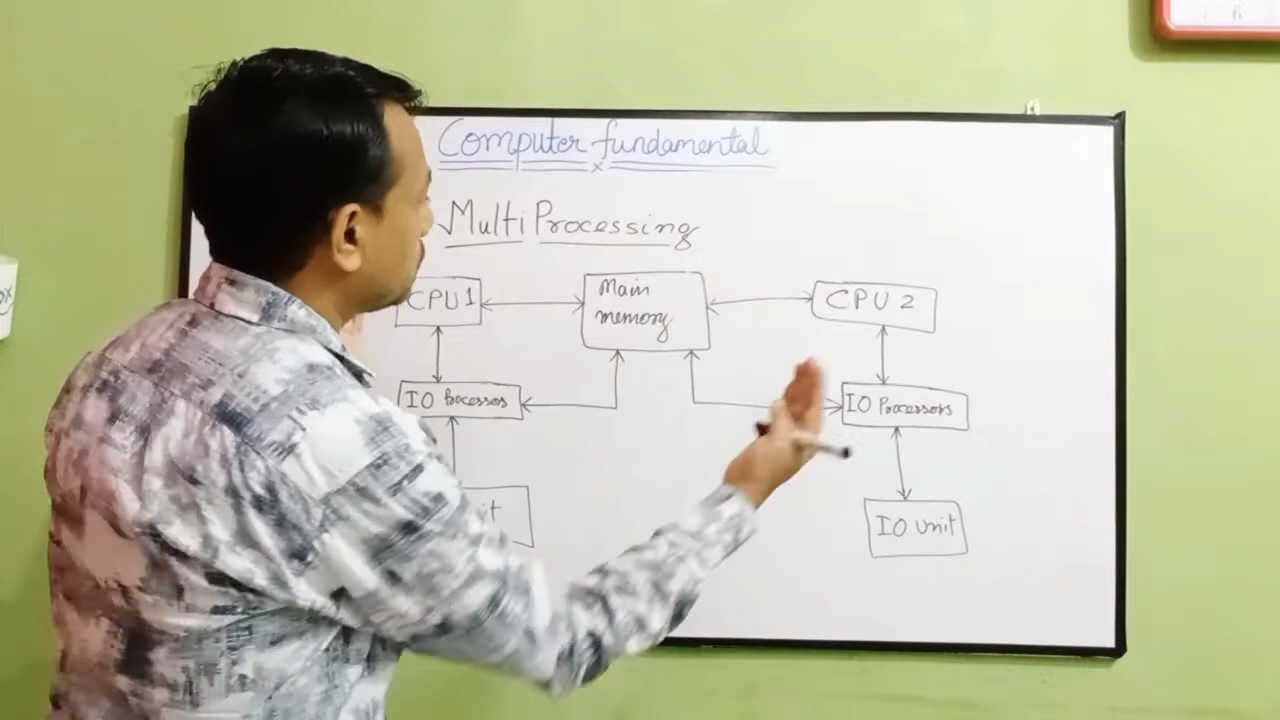 Computer fundamental
Multi Processing
CPU 1
Main
memory
CPU 2
IO Processors
IO Processors
IO Unit